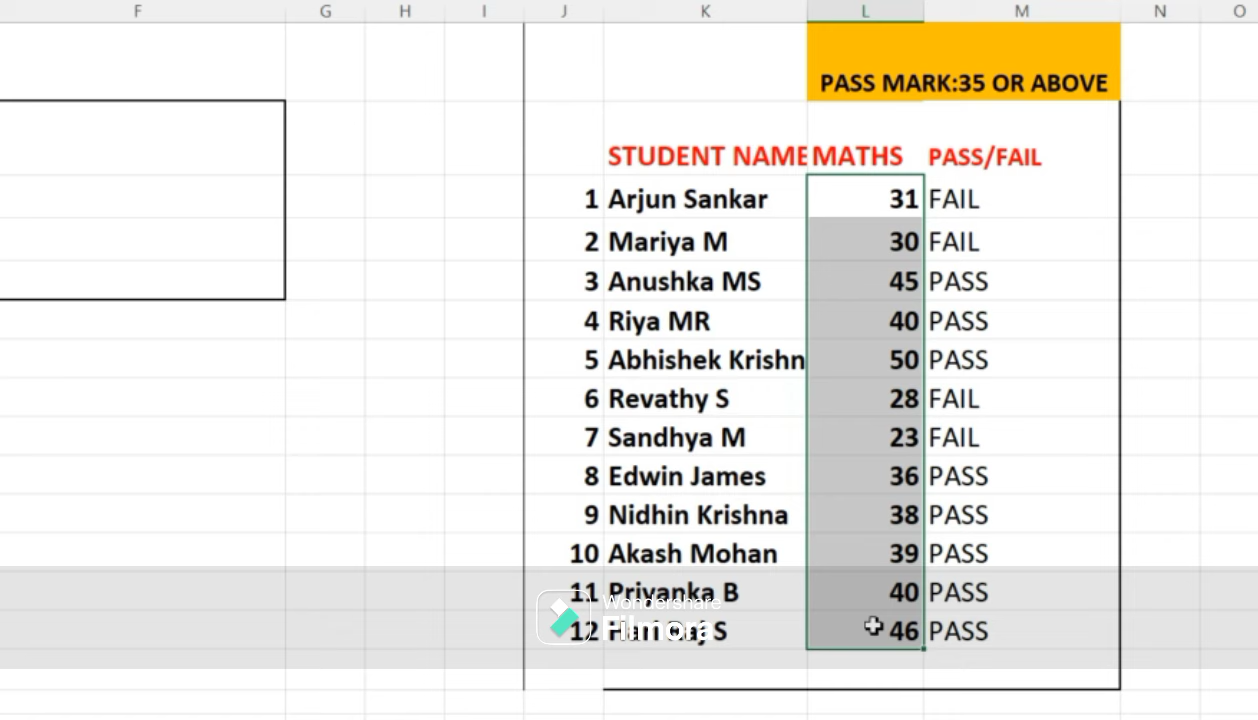 F G H I J K L M N O
PASS MARK:35 OR ABOVE
STUDENT NAME MATHS PASS/FAIL
1 Arjun Sankar 31 FAIL
2 Mariya M 30 FAIL
3 Anushka MS 45 PASS
4 Riya MR 40 PASS
5 Abhishek Krishn 50 PASS
6 Revathy S 28 FAIL
7 Sandhya M 23 FAIL
8 Edwin James 36 PASS
9 Nidhin Krishna 38 PASS
10 Akash Mohan 39 PASS
11 Priyanka B 40 PASS
Wondershare
Filmora
12 S 46 PASS